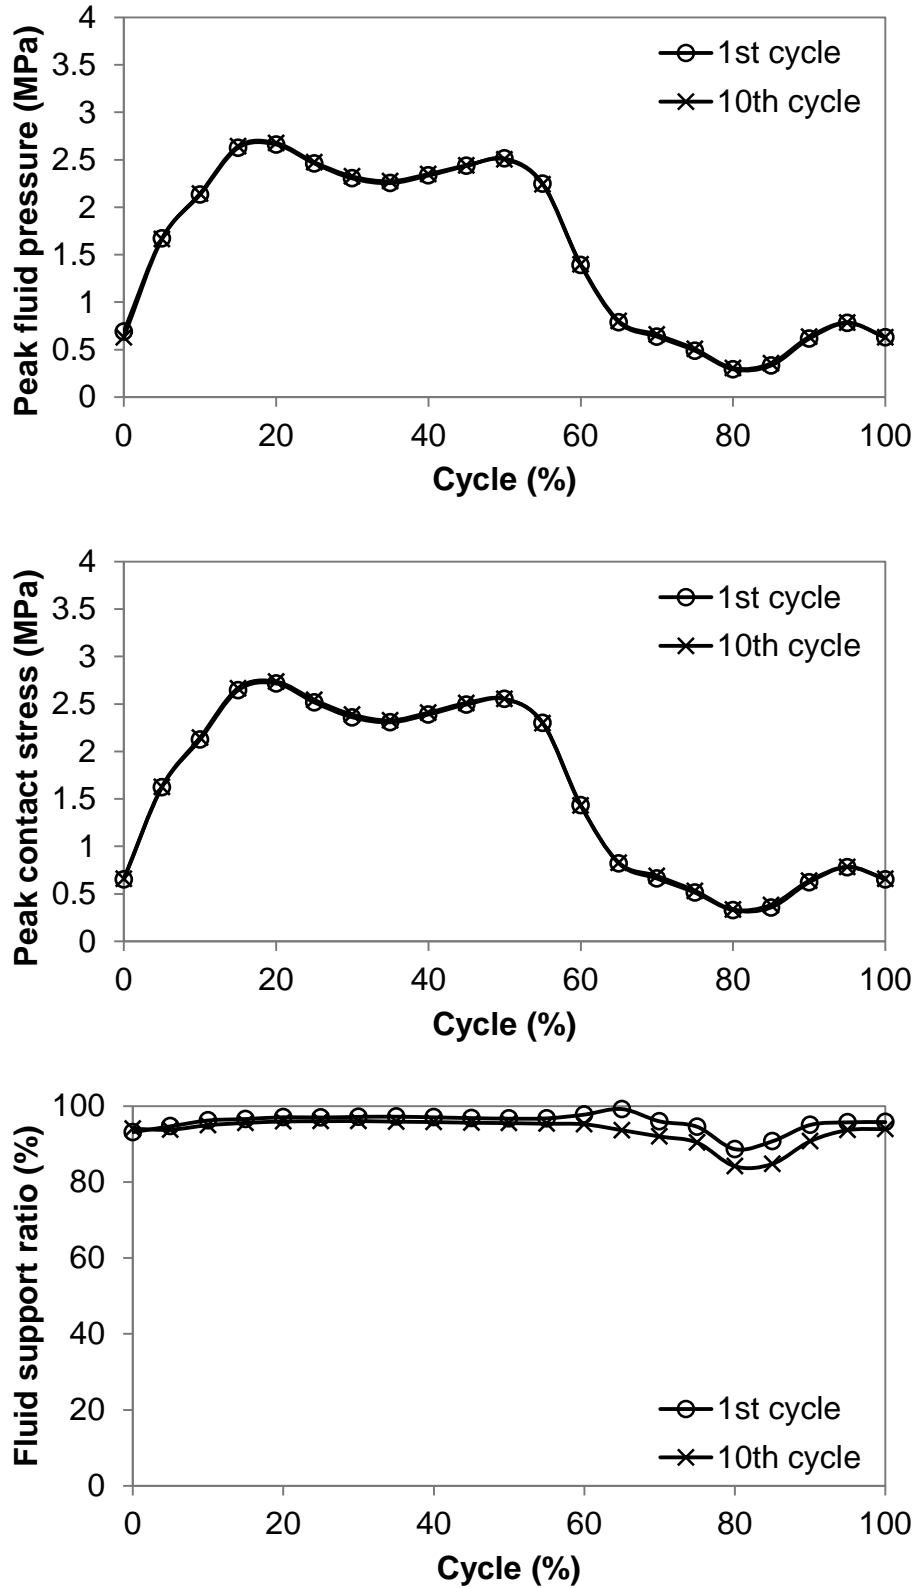 Peak fluid pressure (MPa)
4
3.5
3
2.5
2
1.5
1
0.5
0
1st cycle
10th cycle
0 20 40 60 80 100
Cycle (%)
Peak contact stress (MPa)
4
3.5
3
2.5
2
1.5
1
0.5
0
1st cycle
10th cycle
0 20 40 60 80 100
Cycle (%)
Fluid support ratio (%)
100
80
60
40
20
0
1st cycle
10th cycle
0 20 40 60 80 100
Cycle (%)